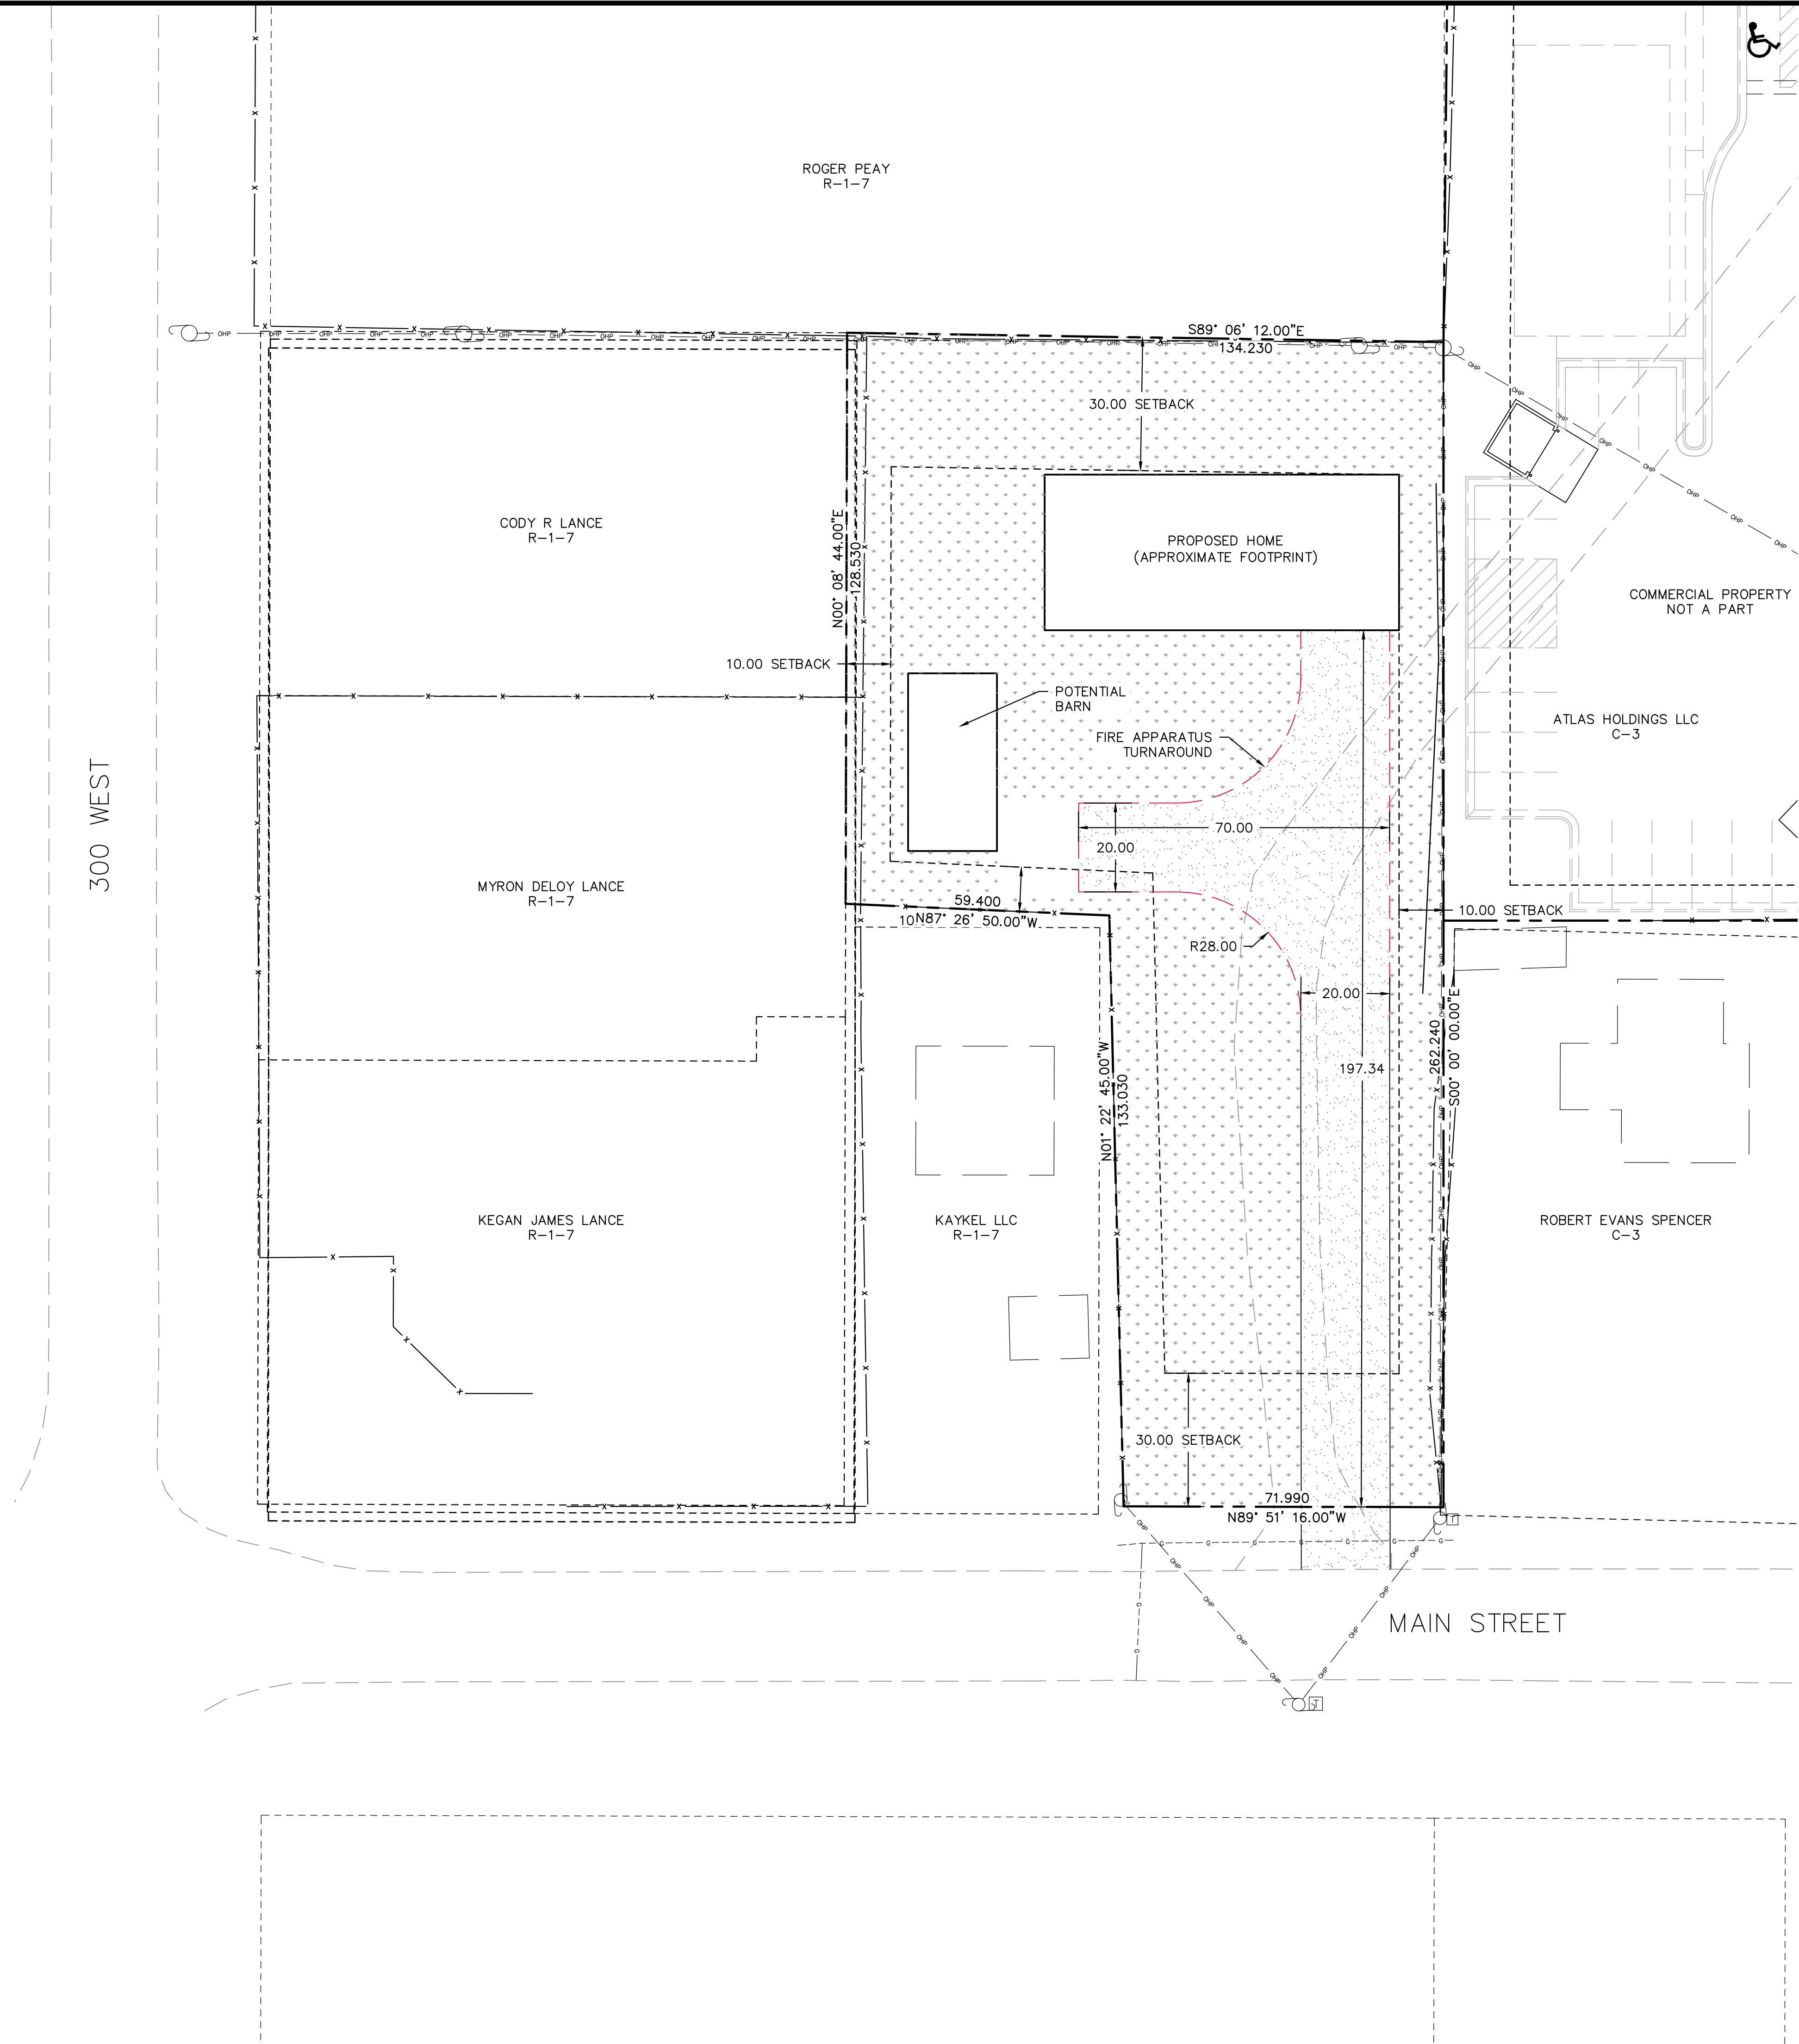 ROGER PEAY
R-1-7
S89° 06' 12.00"E
134.230
30.00 SETBACK
CODY R LANCE
R-1-7
N00° 08' 44.00"E
128.530
PROPOSED HOME
(APPROXIMATE FOOTPRINT)
COMMERCIAL PROPERTY
NOT A PART
10.00 SETBACK
POTENTIAL
BARN
FIRE APPARATUS
TURNAROUND
ATLAS HOLDINGS LLC
C-3
300 WEST
70.00
20.00
MYRON DELOY LANCE
R-1-7
59.400
N87° 26' 50.00"W
10.00 SETBACK
R28.00
20.00
262.240
S00° 00' 00.00"E
197.34
N01° 22' 45.00"W
133.030
KEGAN JAMES LANCE
R-1-7
KAYKEL LLC
R-1-7
ROBERT EVANS SPENCER
C-3
30.00 SETBACK
71.990
N89° 51' 16.00"W
MAIN STREET